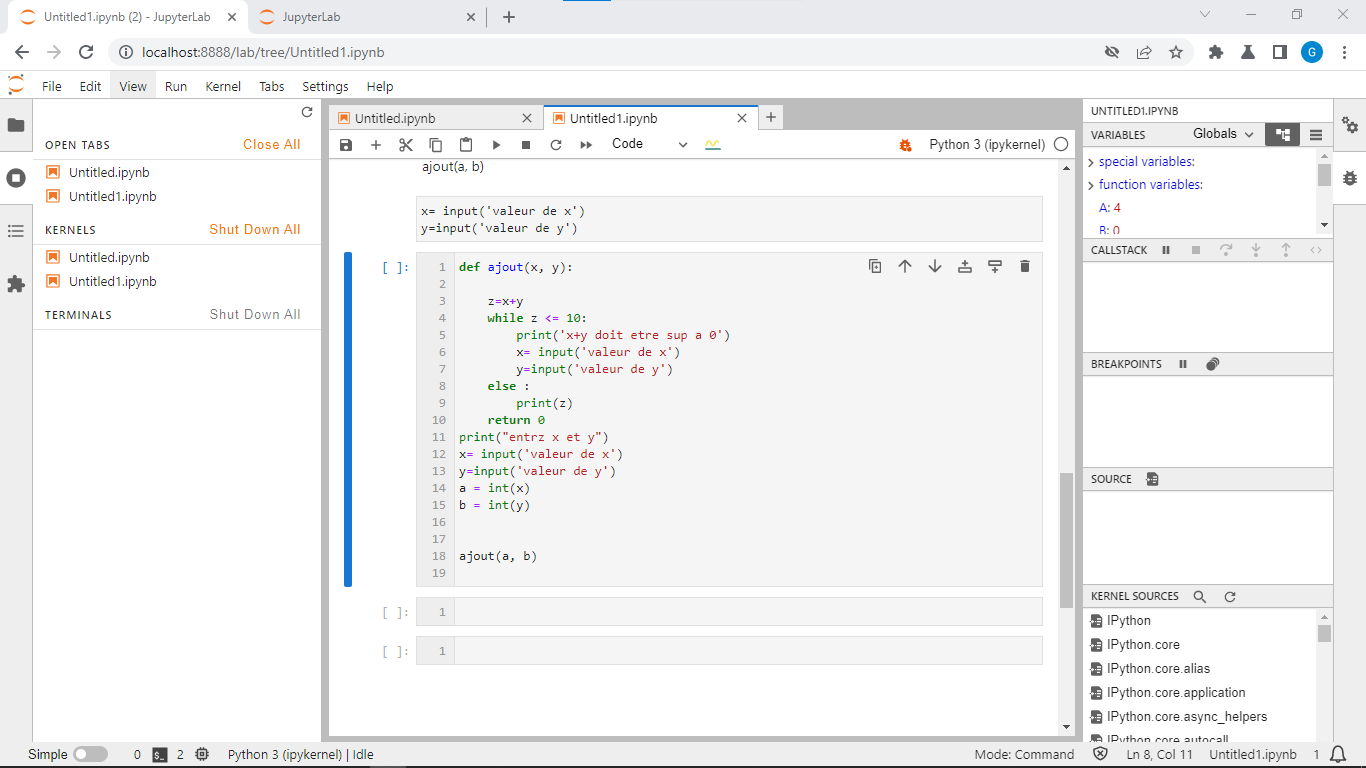 Untitled1.ipynb (2) - JupyterLab
JupyterLab
localhost:8888/lab/tree/Untitled1.ipynb
G
File Edit View Run Kernel Tabs Settings Help
OPEN TABS Close All
Untitled.ipynb
Untitled1.ipynb
KERNELS Shut Down All
Untitled.ipynb
Untitled1.ipynb
TERMINALS Shut Down All
Untitled.ipynb
Untitled1.ipynb
Code
Python 3 (ipykernel)
ajout(a, b)
x= input('valeur de x')
y=input('valeur de y')
[ ]:
1 def ajout(x, y):
2
3     z=x+y
4     while z <= 10:
5         print('x+y doit etre sup a 0')
6         x= input('valeur de x')
7         y=input('valeur de y')
8     else :
9         print(z)
10     return 0
11 print("entrz x et y")
12 x= input('valeur de x')
13 y=input('valeur de y')
14 a = int(x)
15 b = int(y)
16
17
18 ajout(a, b)
19
[ ]: 1
[ ]: 1
UNTITLED1.IPYNB
VARIABLES Globals
special variables:
function variables:
A: 4
B: 0
CALLSTACK
BREAKPOINTS
SOURCE
KERNEL SOURCES
IPython
IPython.core
IPython.core.alias
IPython.core.application
IPython.core.async_helpers
IPython.core.autocall
Simple 0 $_ 2 Python 3 (ipykernel) | Idle Mode: Command Ln 8, Col 11 Untitled1.ipynb 1